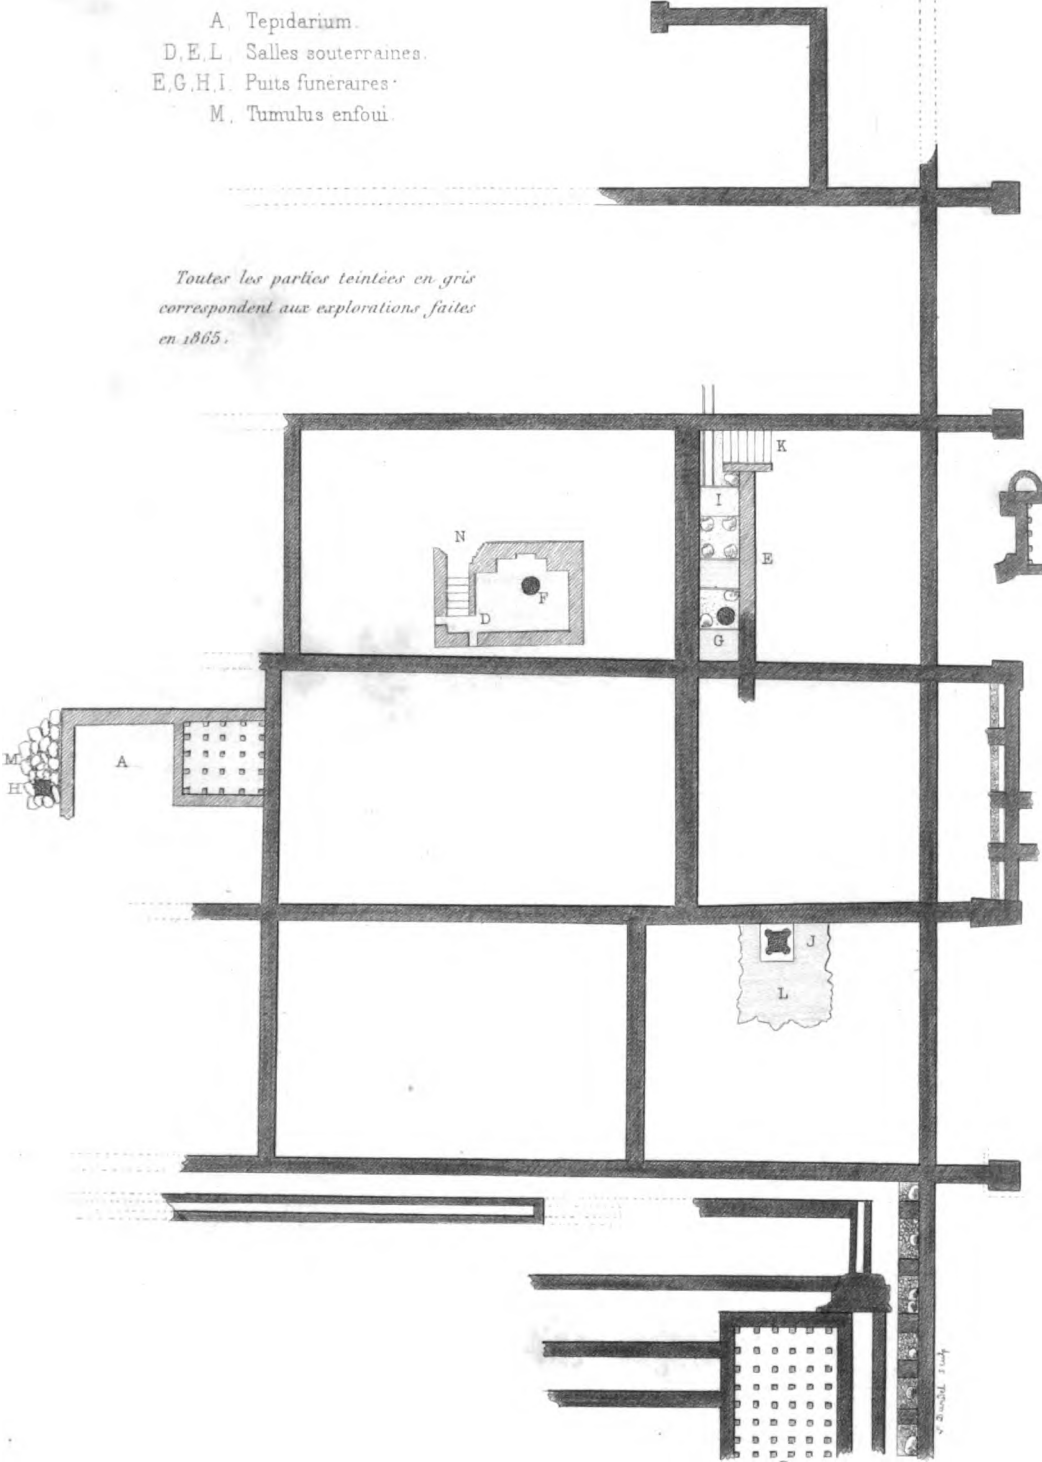 A, Tepidarium.
D,E,L, Salles souterraines.
E,G,H,I. Puits funéraires.
M, Tumulus enfoui.
Toutes les parties teintées en gris
correspondent aux explorations faites
en 1865.
K
I
N
E
F
D
G
M
A
H
J
L